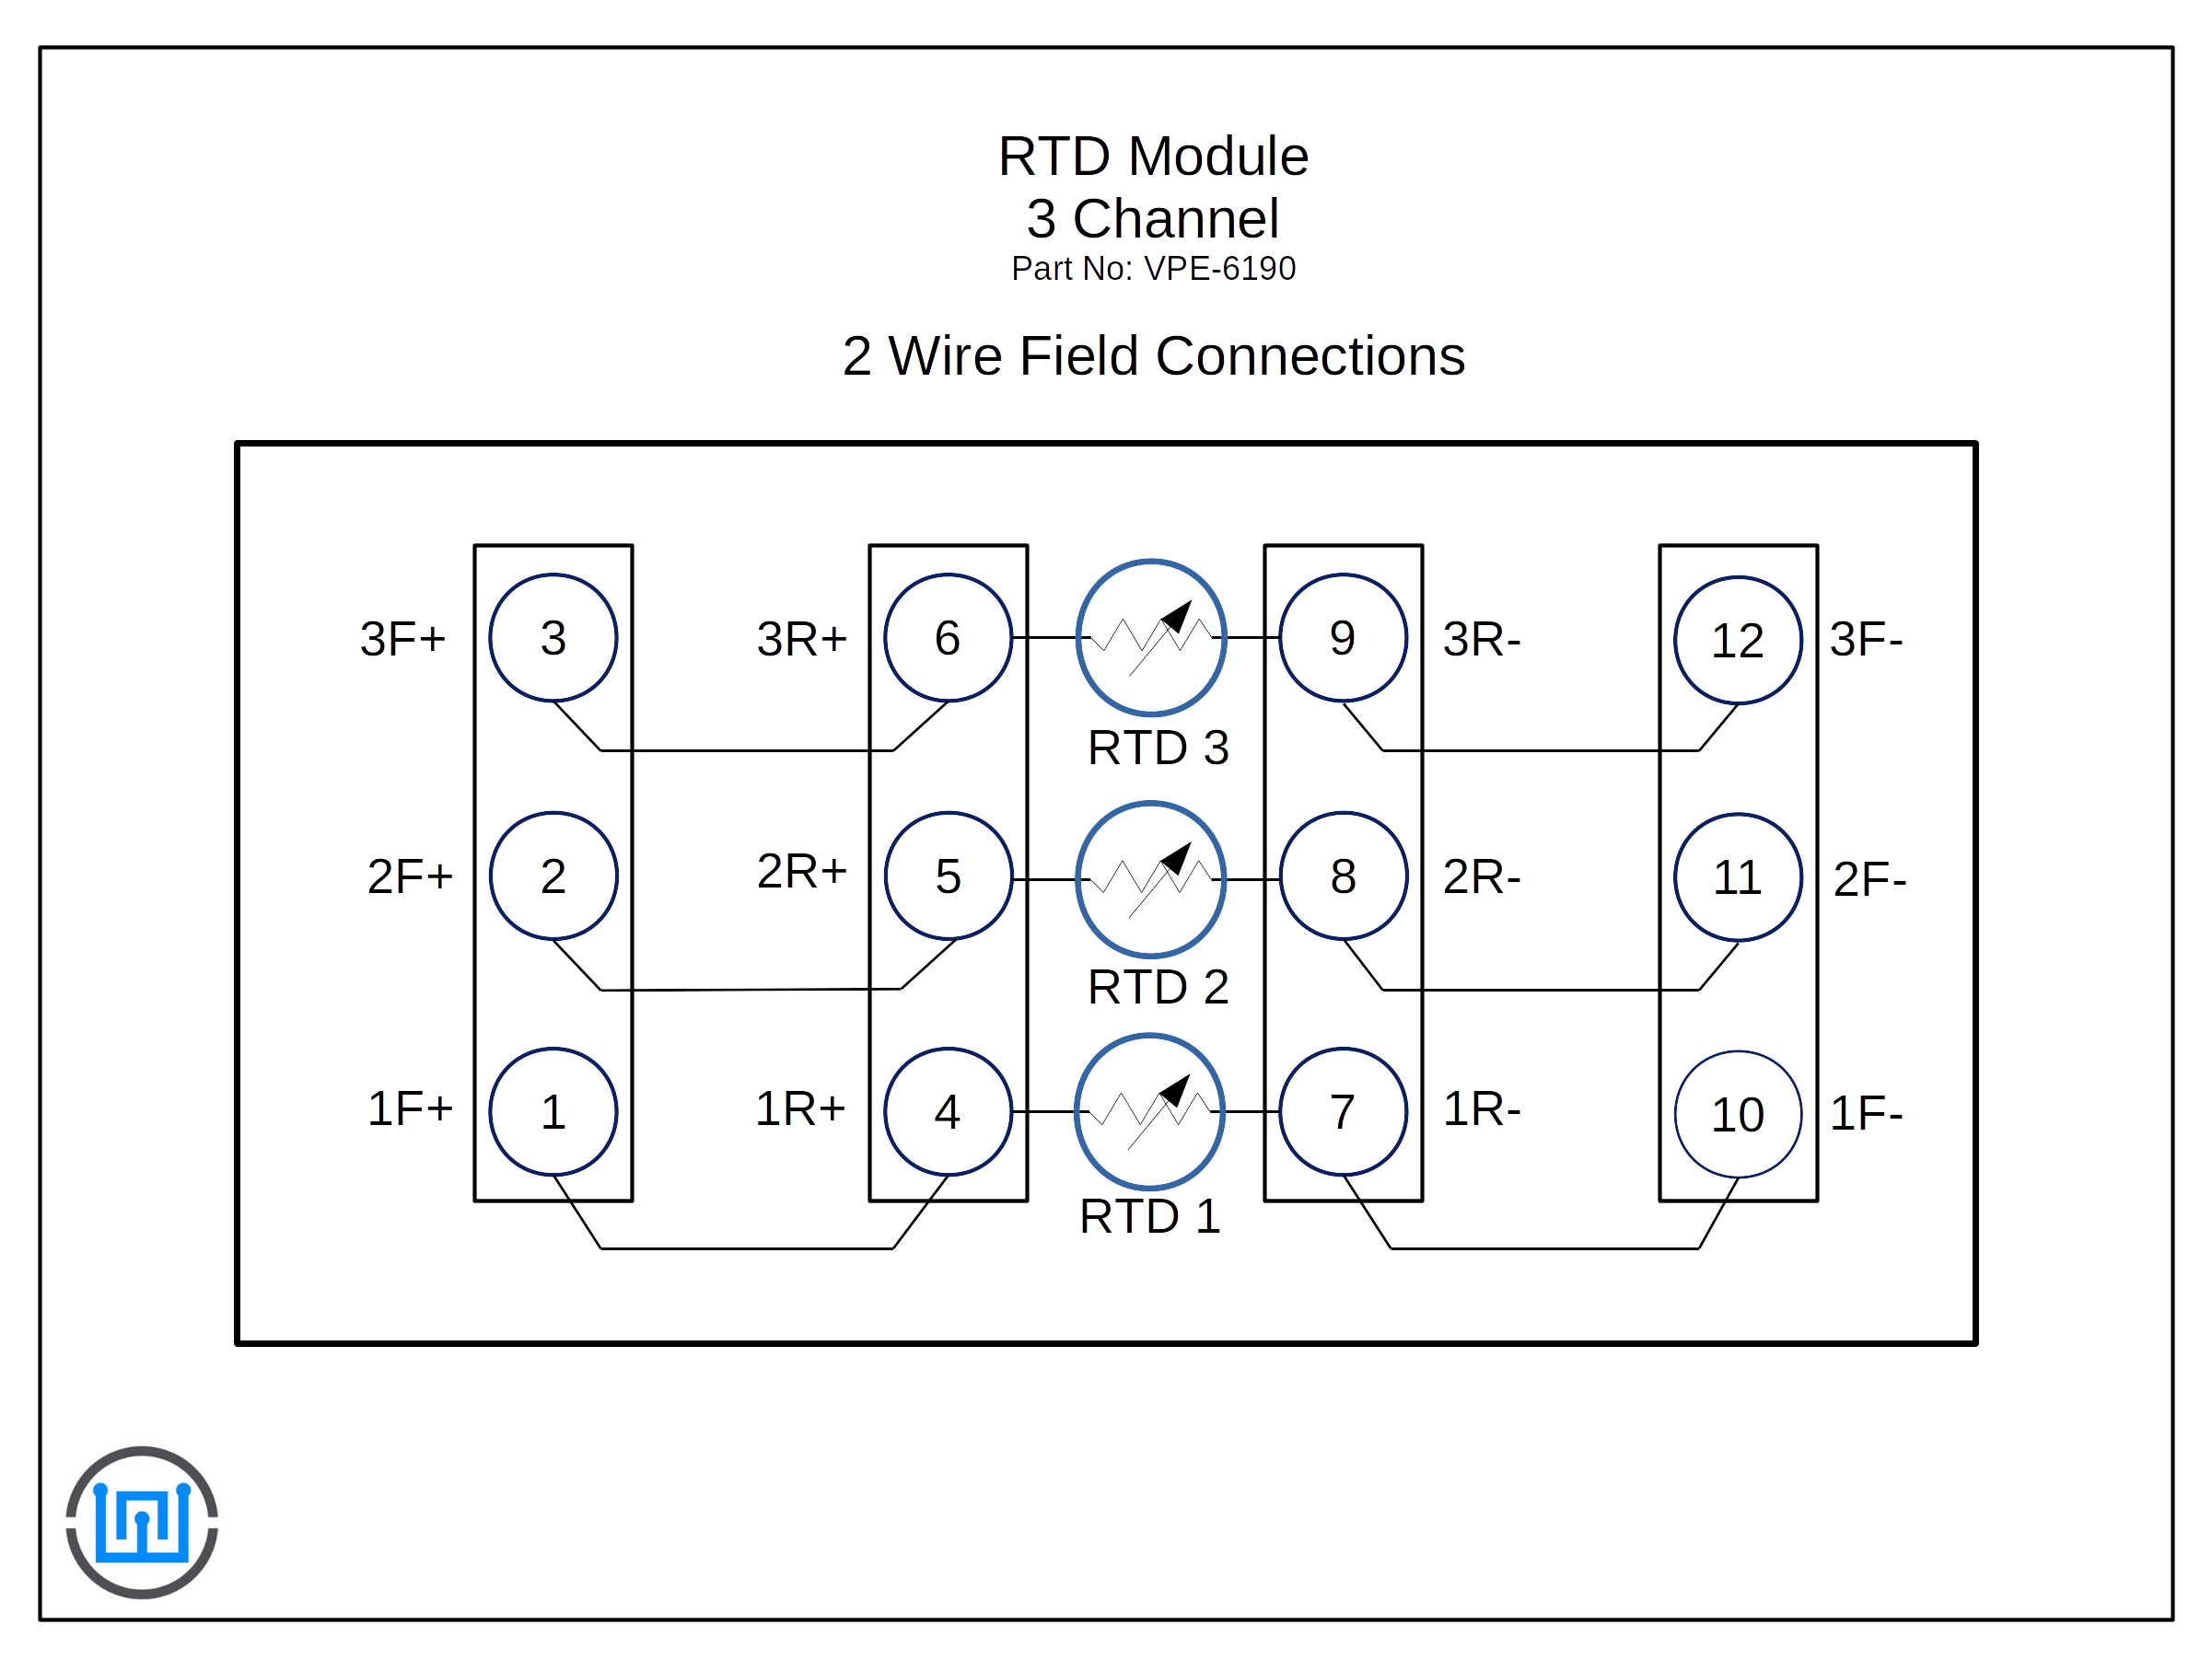 RTD Module
3 Channel
Part No: VPE-6190
2 Wire Field Connections
3F+ 3 3R+ 6 9 3R- 12 3F-
RTD 3
2F+ 2 2R+ 5 8 2R- 11 2F-
RTD 2
1F+ 1 1R+ 4 7 1R- 10 1F-
RTD 1